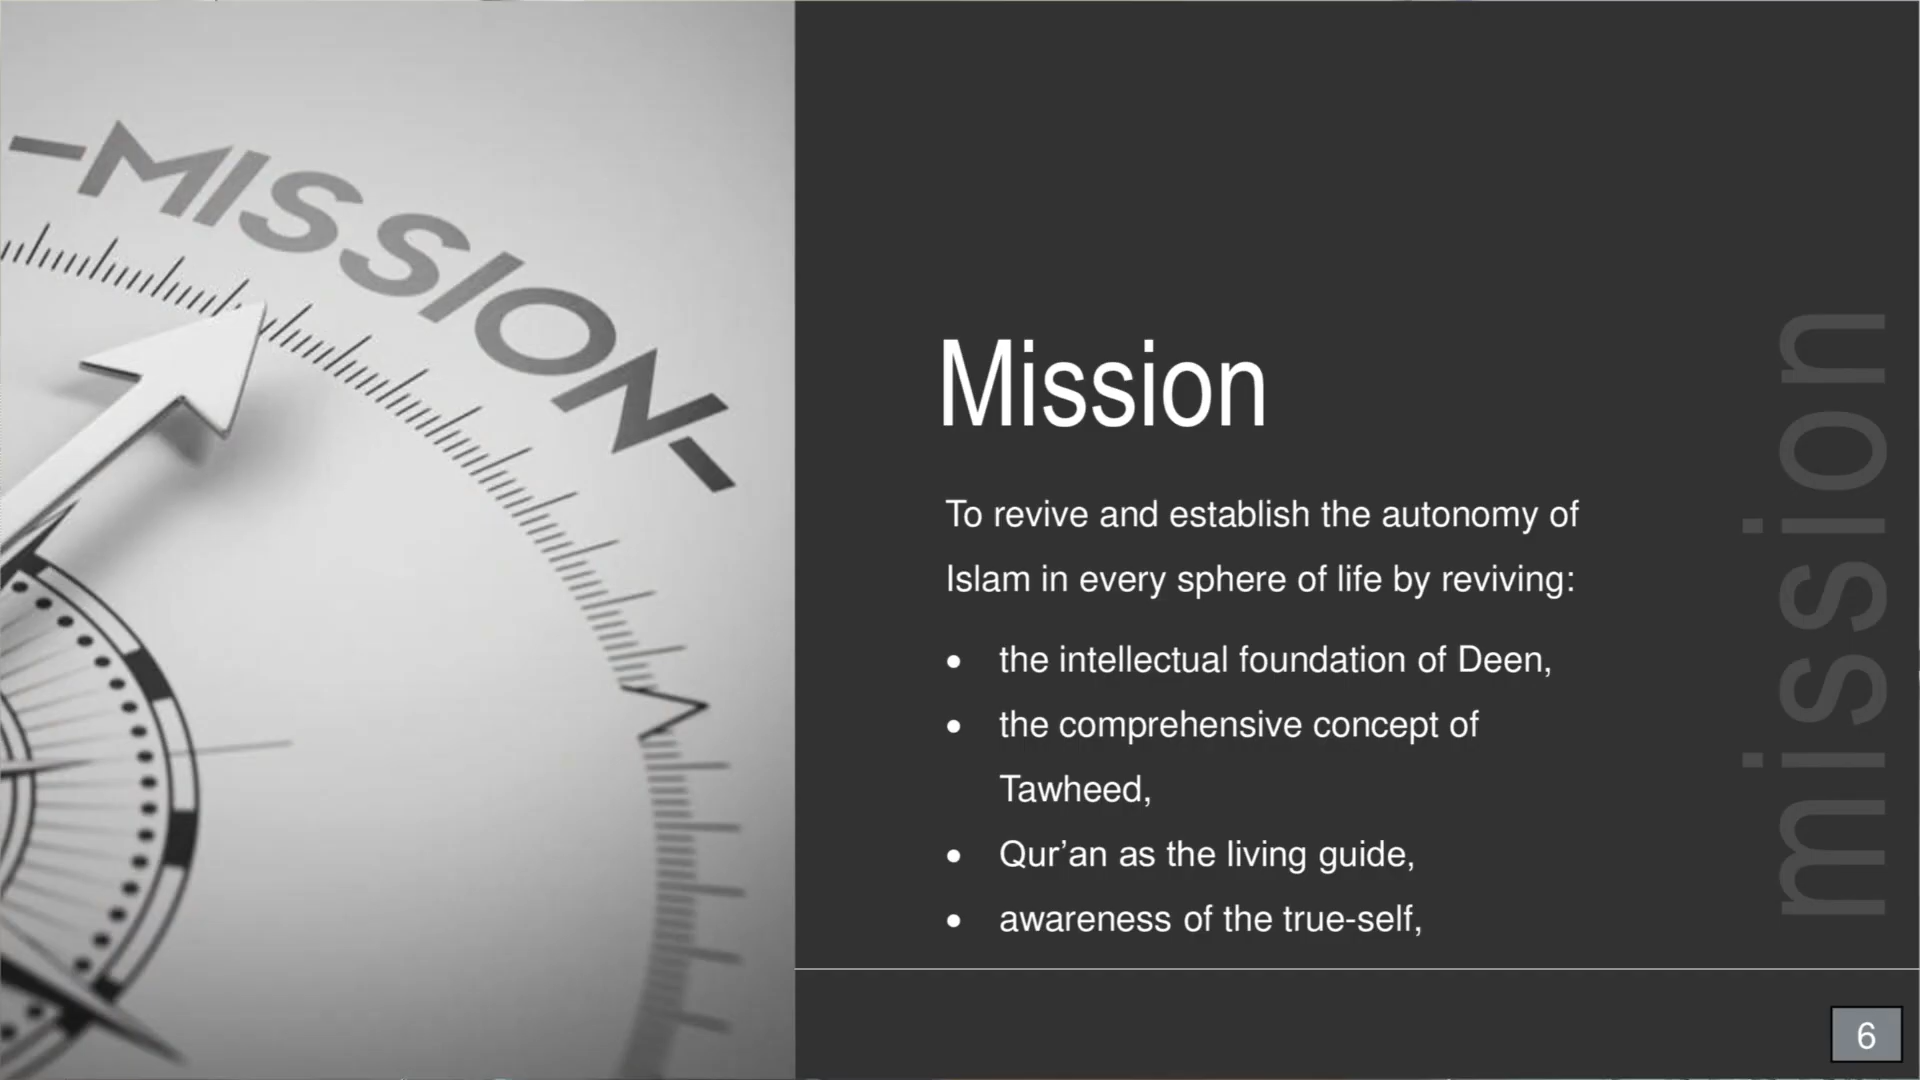 -MISSION-
Mission
To revive and establish the autonomy of
Islam in every sphere of life by reviving:
• the intellectual foundation of Deen,
• the comprehensive concept of
Tawheed,
• Qur’an as the living guide,
• awareness of the true-self,
mission
6